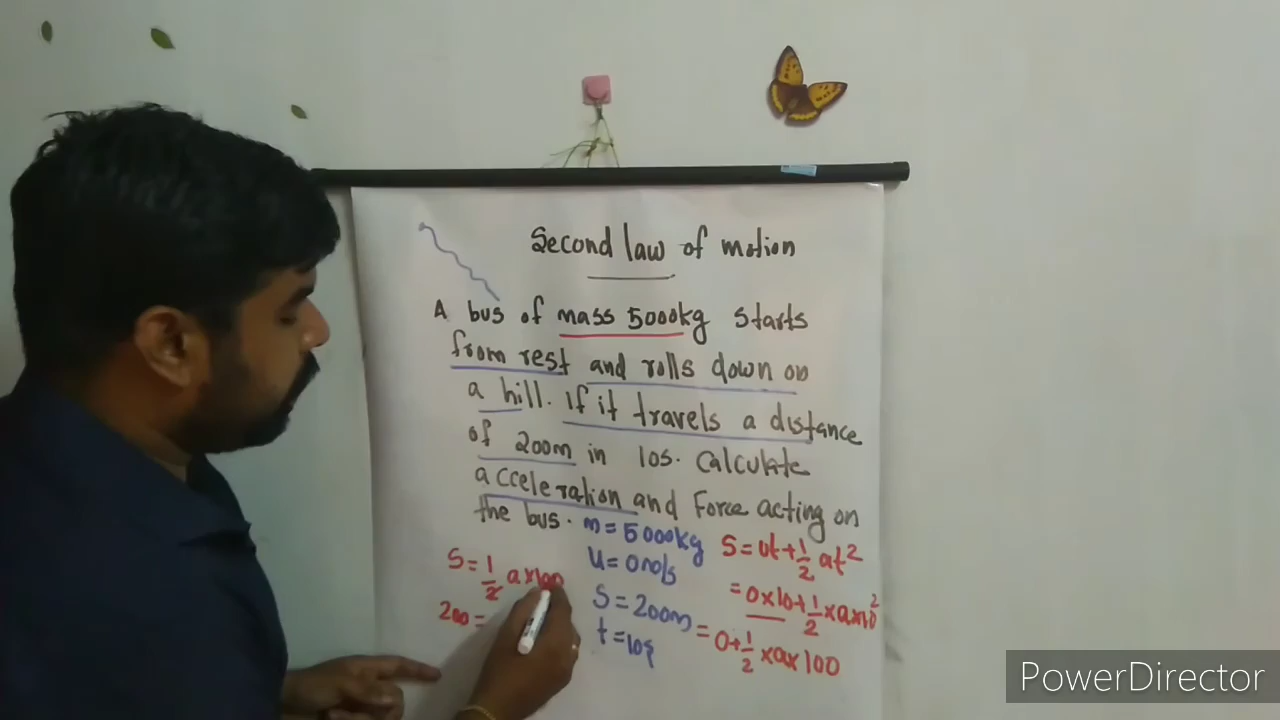 Second law of motion
A bus of mass 5000kg starts
from rest and rolls down on
a hill. If it travels a distance
of 200m in 10s. Calculate
acceleration and Force acting on
the bus.
m = 5000kg
u = 0m/s
S = 200m
t = 10s
S = ut + 1/2 at²
= 0 x 10 + 1/2 x a x 10²
= 0 + 1/2 x a x 100
S = 1/2 a x 100
200 =
PowerDirector